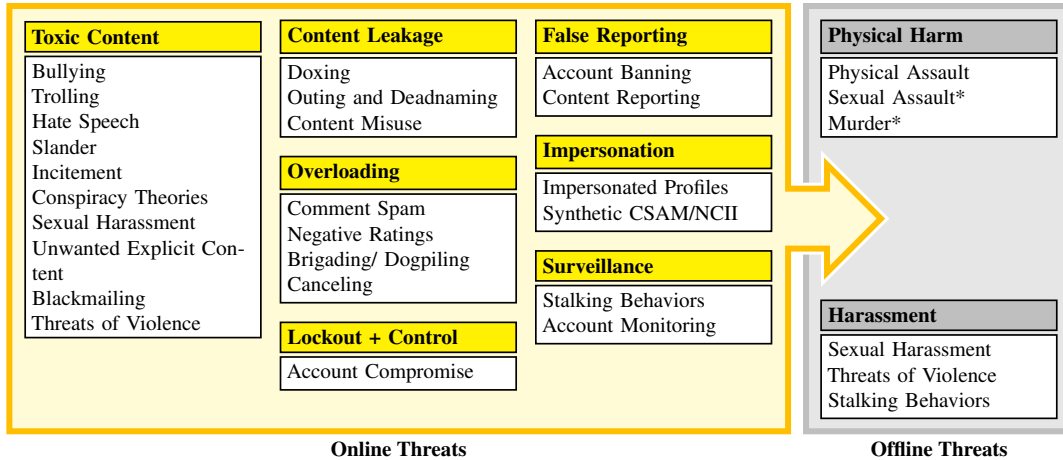 Toxic Content
Bullying
Trolling
Hate Speech
Slander
Incitement
Conspiracy Theories
Sexual Harassment
Unwanted Explicit Con-
tent
Blackmailing
Threats of Violence
Content Leakage
Doxing
Outing and Deadnaming
Content Misuse
Overloading
Comment Spam
Negative Ratings
Brigading/ Dogpiling
Canceling
Lockout + Control
Account Compromise
False Reporting
Account Banning
Content Reporting
Impersonation
Impersonated Profiles
Synthetic CSAM/NCII
Surveillance
Stalking Behaviors
Account Monitoring
Online Threats
Physical Harm
Physical Assault
Sexual Assault*
Murder*
Harassment
Sexual Harassment
Threats of Violence
Stalking Behaviors
Offline Threats